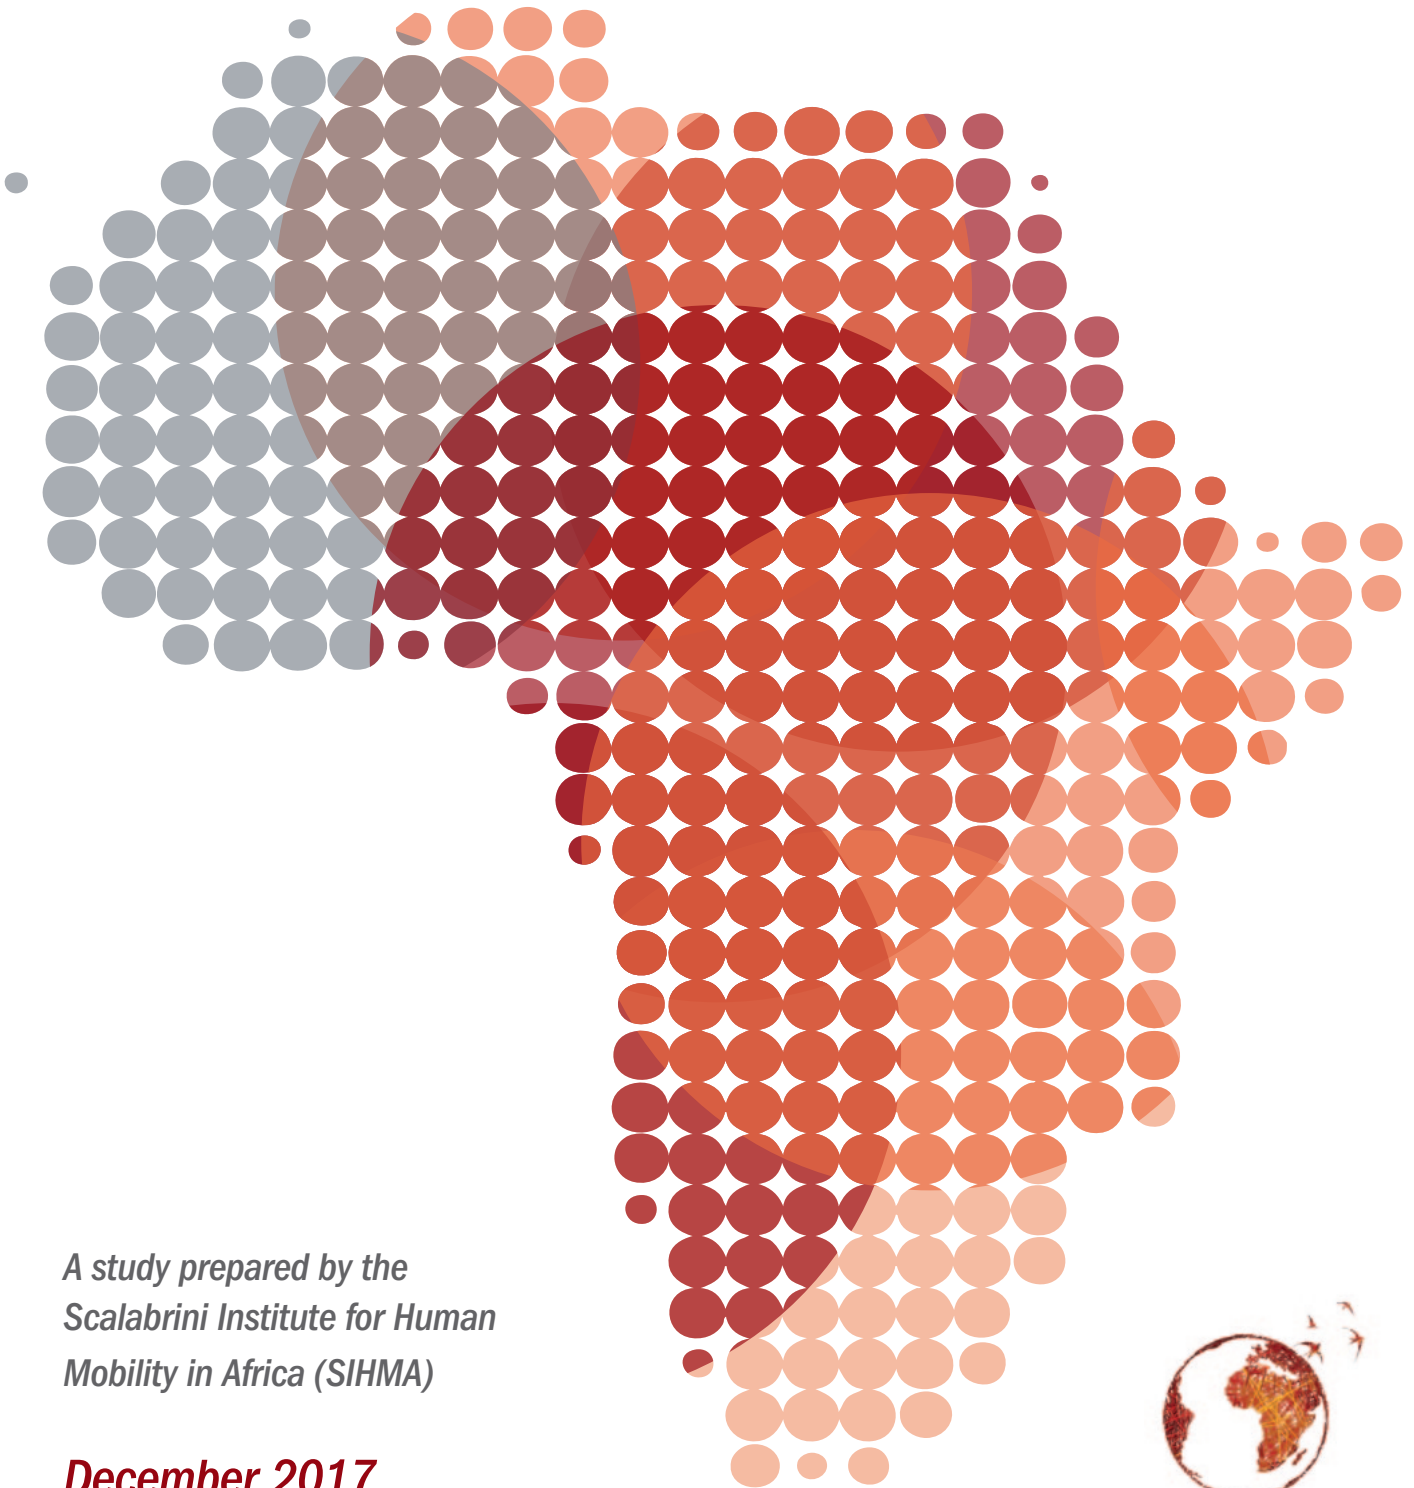 A study prepared by the
Scalabrini Institute for Human
Mobility in Africa (SIHMA)
December 2017